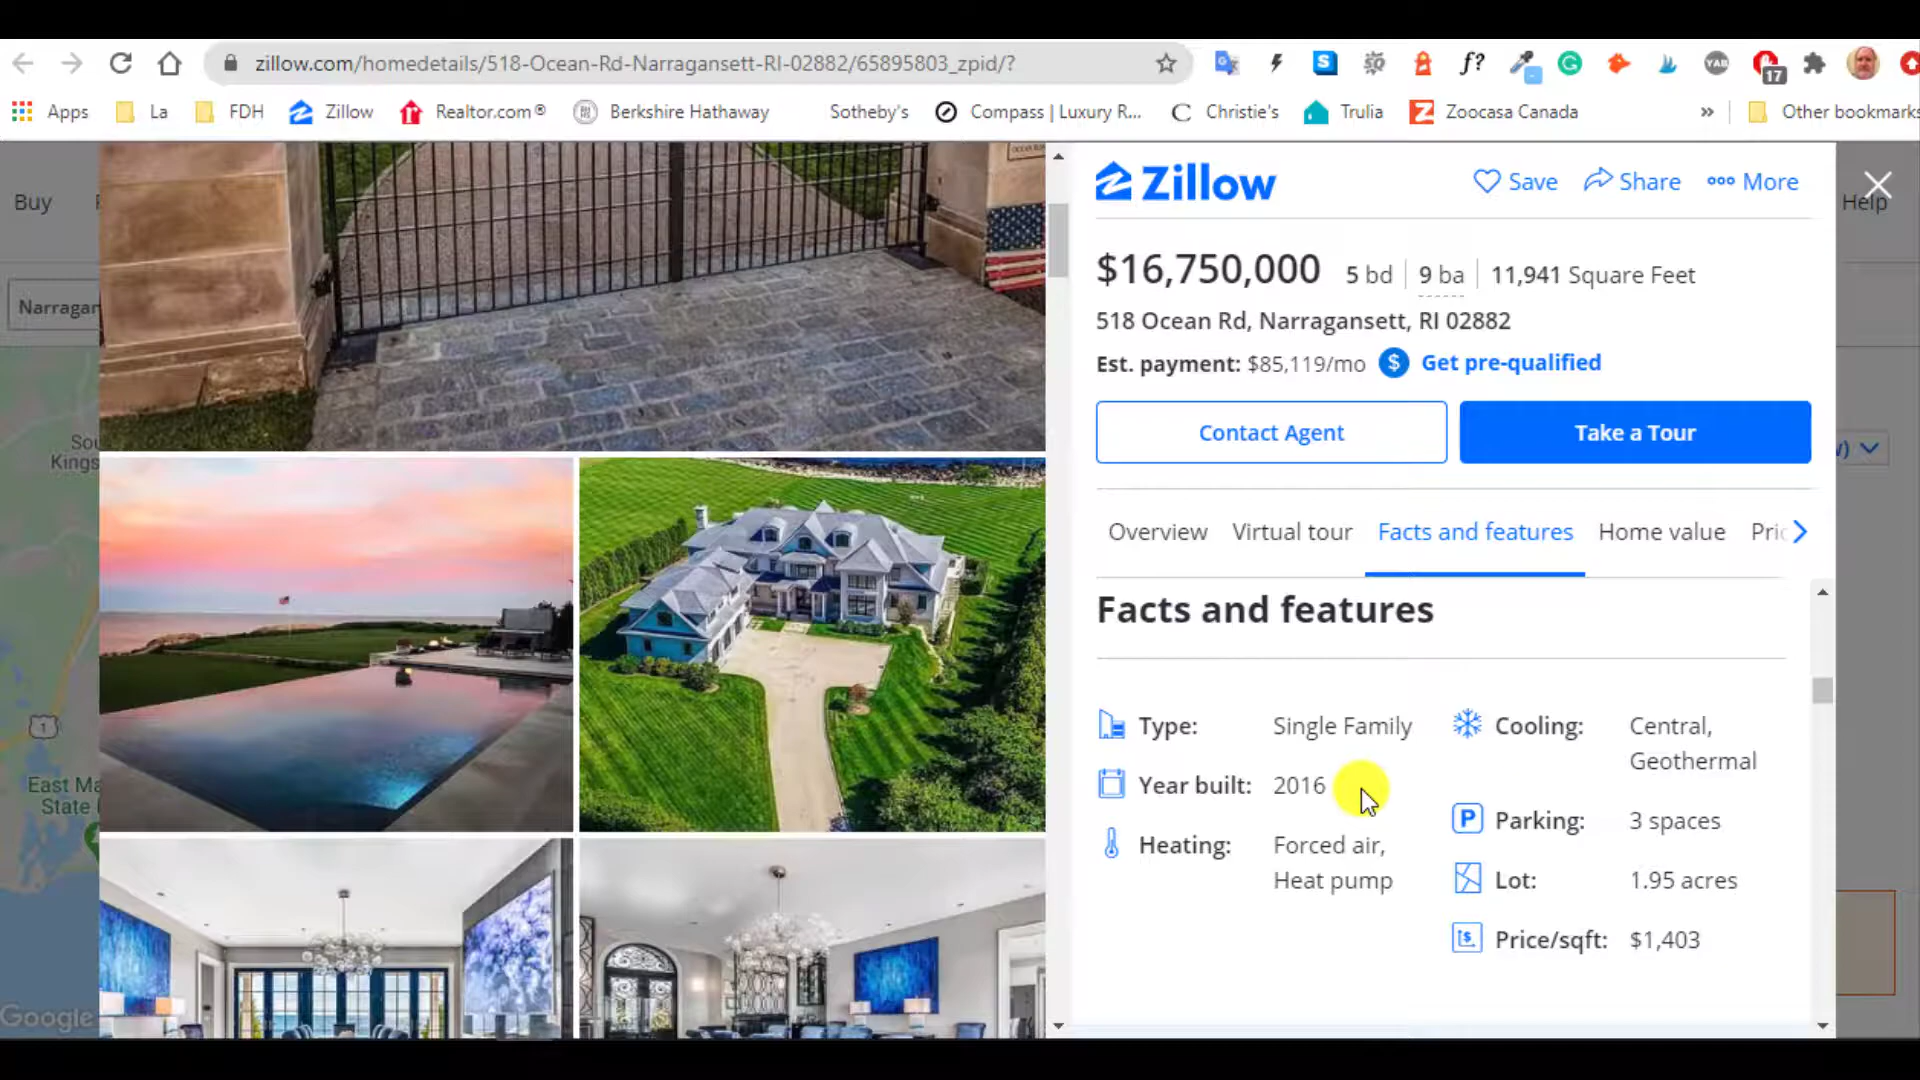 zillow.com/homedetails/518-Ocean-Rd-Narragansett-RI-02882/65895803_zpid/?
S
f?
YAB
17
Apps
La
FDH
Zillow
Realtor.com®
Berkshire Hathaway
Sotheby's
Compass | Luxury R...
Christie's
Trulia
Zoocasa Canada
»
Other bookmarks
Buy
Help
Narragan
Sou
Kings
1
East Ma
State
Google
Zillow
Save
Share
More
$16,750,000
5 bd
9 ba
11,941 Square Feet
518 Ocean Rd, Narragansett, RI 02882
Est. payment: $85,119/mo
$ Get pre-qualified
Contact Agent
Take a Tour
Overview
Virtual tour
Facts and features
Home value
Pric
Facts and features
Type: Single Family
Year built: 2016
Heating: Forced air,
Heat pump
Cooling: Central,
Geothermal
P Parking: 3 spaces
Lot: 1.95 acres
Price/sqft: $1,403